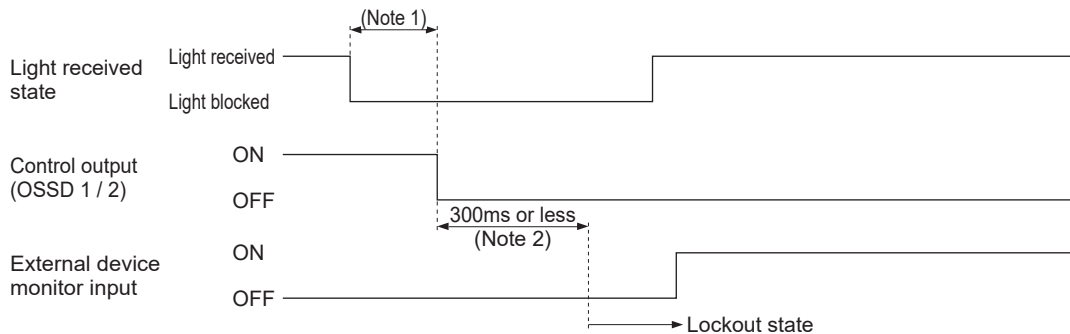 (Note 1)
Light received
state
Light received
Light blocked
Control output
(OSSD 1 / 2)
ON
OFF
300ms or less
(Note 2)
External device
monitor input
ON
OFF
Lockout state